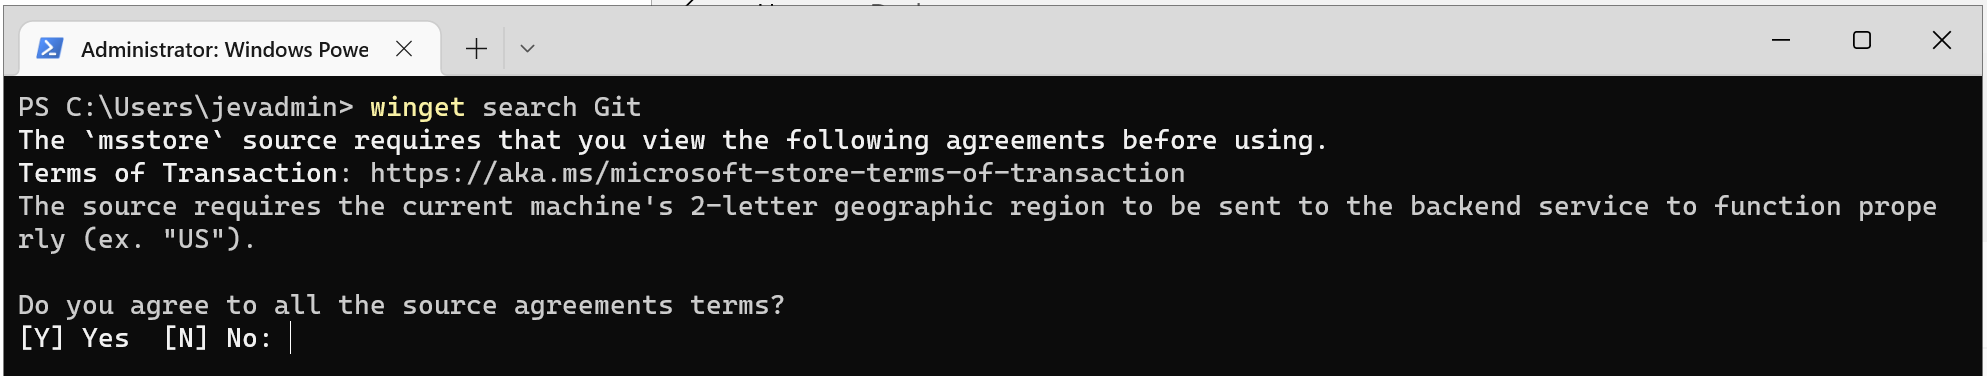 Administrator: Windows Powe
PS C:\Users\jevadmin> winget search Git
The `msstore` source requires that you view the following agreements before using.
Terms of Transaction: https://aka.ms/microsoft-store-terms-of-transaction
The source requires the current machine's 2-letter geographic region to be sent to the backend service to function prope
rly (ex. "US").
Do you agree to all the source agreements terms?
[Y] Yes  [N] No: